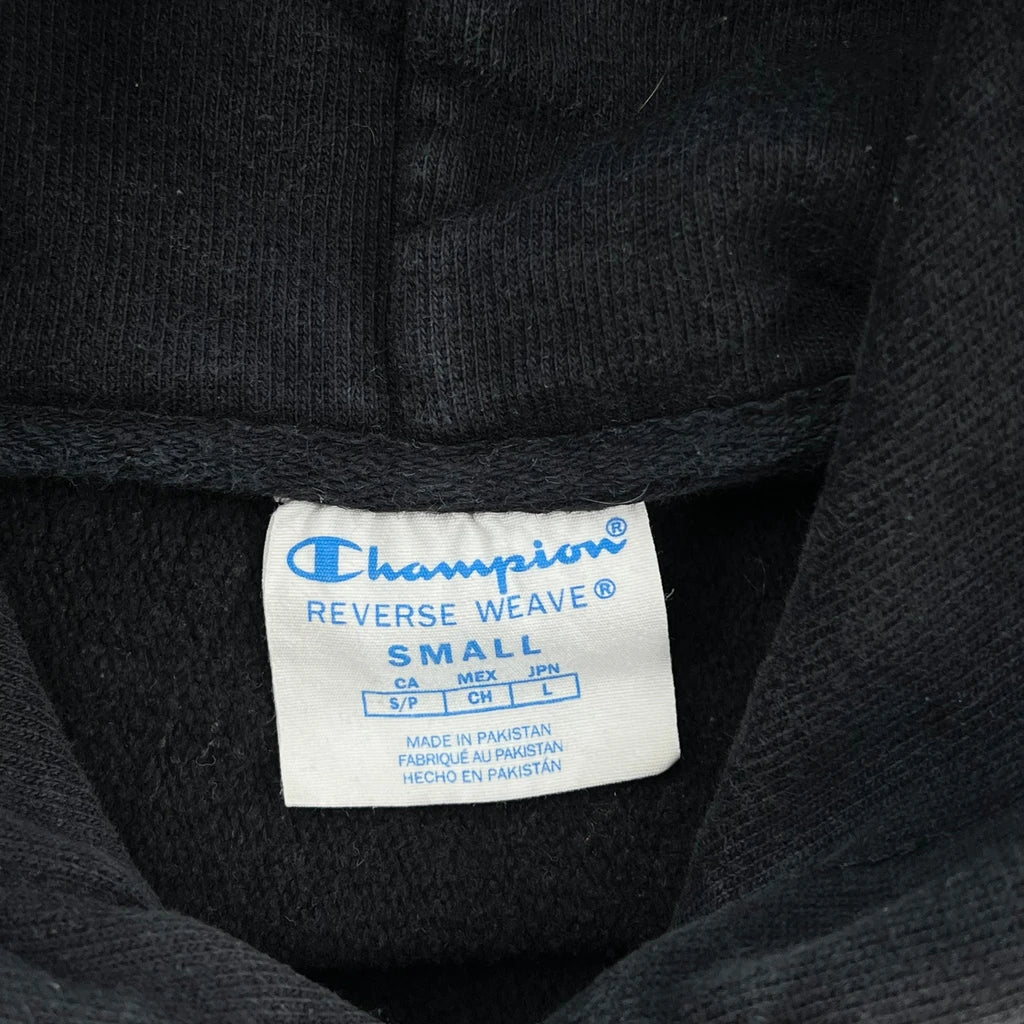 Champion®
REVERSE WEAVE®
SMALL
CA MEX JPN
S/P CH L
MADE IN PAKISTAN
FABRIQUÉ AU PAKISTAN
HECHO EN PAKISTÁN